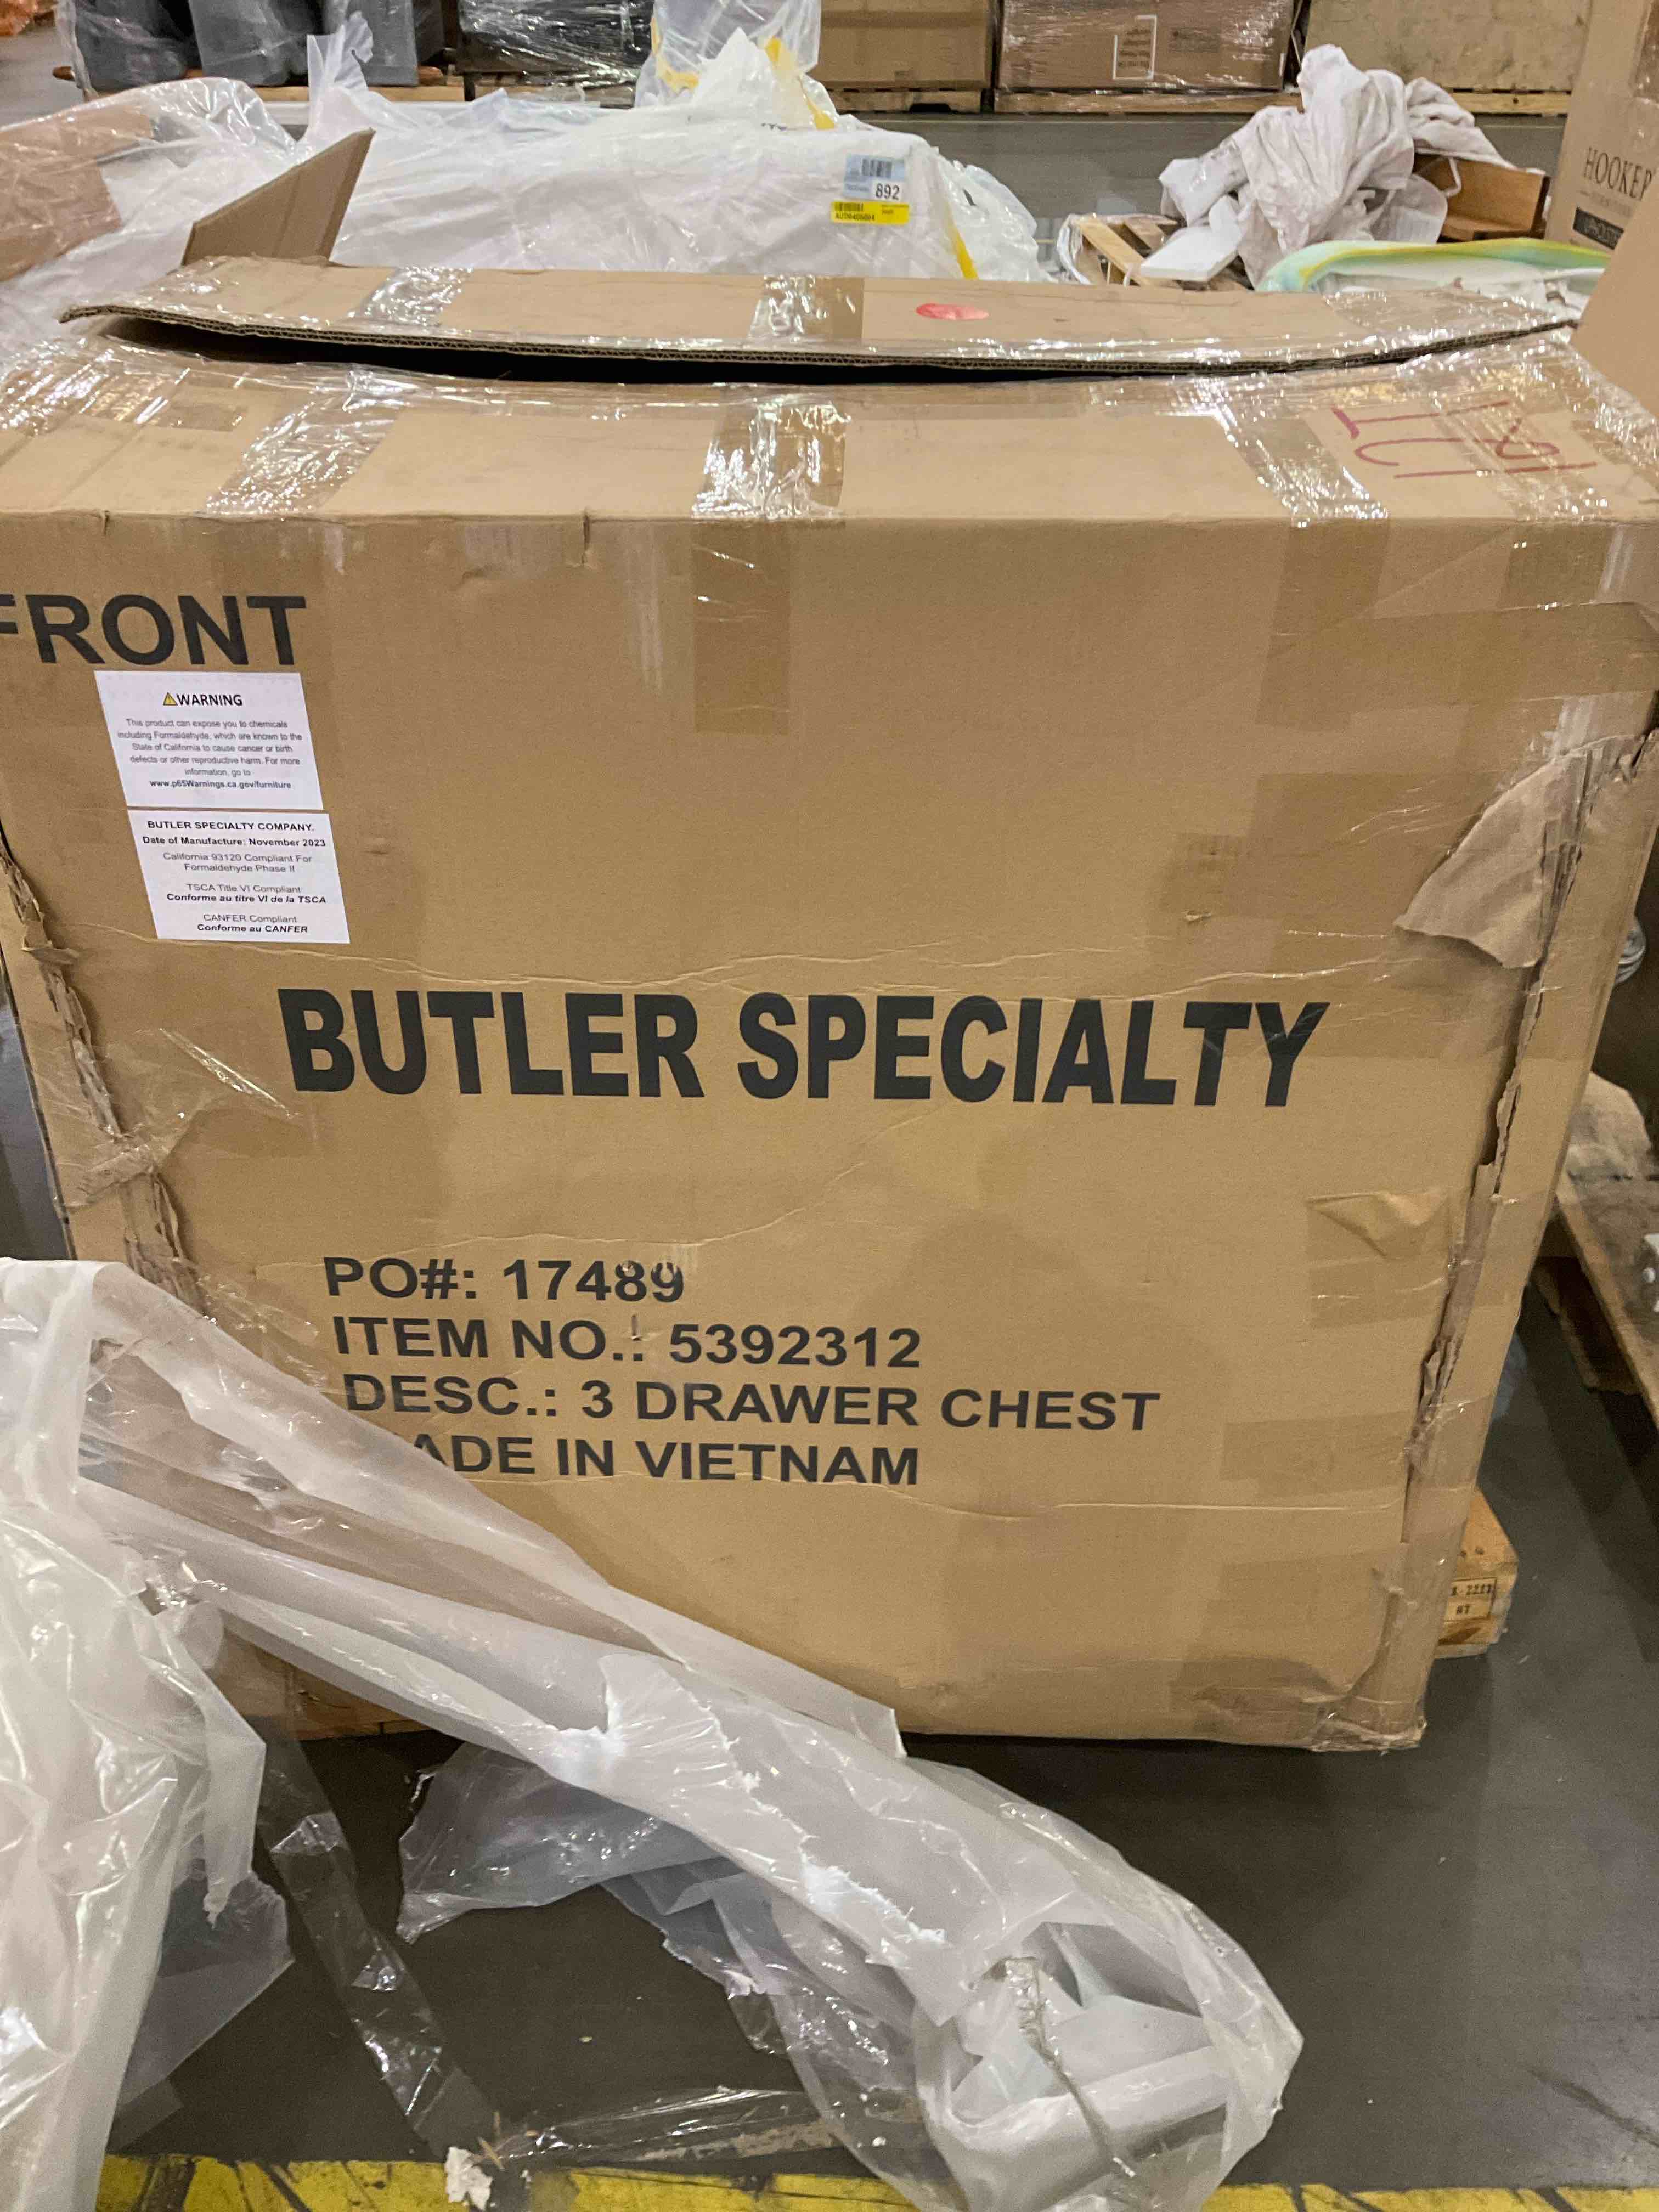 892
HOOKER
FRONT
WARNING
This product can expose you to chemicals
including Formaldehyde, which are known to the
State of California to cause cancer or birth
defects or other reproductive harm. For more
information, go to
www.p65Warnings.ca.gov/furniture
BUTLER SPECIALTY COMPANY.
Date of Manufacture: November 2023
California 93120 Compliant For
Formaldehyde Phase II
TSCA Title VI Compliant
Conforme au titre VI de la TSCA
CANFER Compliant
Conforme au CANFER
BUTLER SPECIALTY
PO#: 17489
ITEM NO.: 5392312
DESC.: 3 DRAWER CHEST
ADE IN VIETNAM